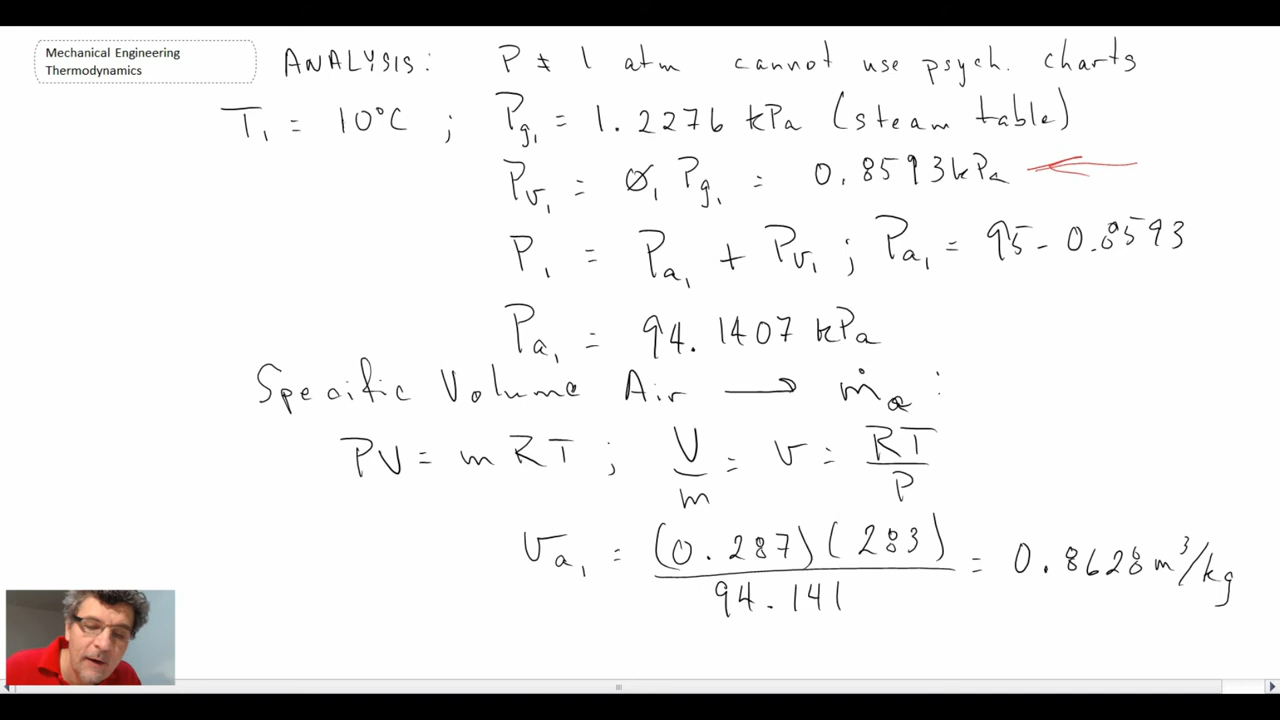 Mechanical Engineering
Thermodynamics
ANALYSIS: P ≠ 1 atm cannot use psych. charts
T₁ = 10°C ; Pg₁ = 1.2276 kPa (steam table)
Pv₁ = Ø₁ Pg₁ = 0.8593 kPa
P₁ = Pa₁ + Pv₁ ; Pa₁ = 95 - 0.8593
Pa₁ = 94.1407 kPa
Specific Volume Air → ṁa :
PV = m RT ; V/m = v = RT/P
va₁ = (0.287)(283)/94.141 = 0.8628 m³/kg